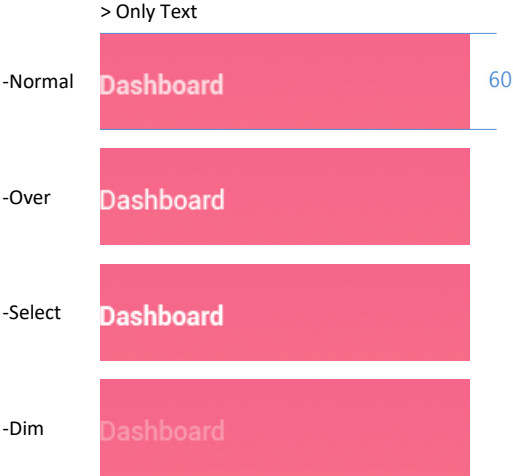 > Only Text
-Normal Dashboard 60
-Over Dashboard
-Select Dashboard
-Dim Dashboard